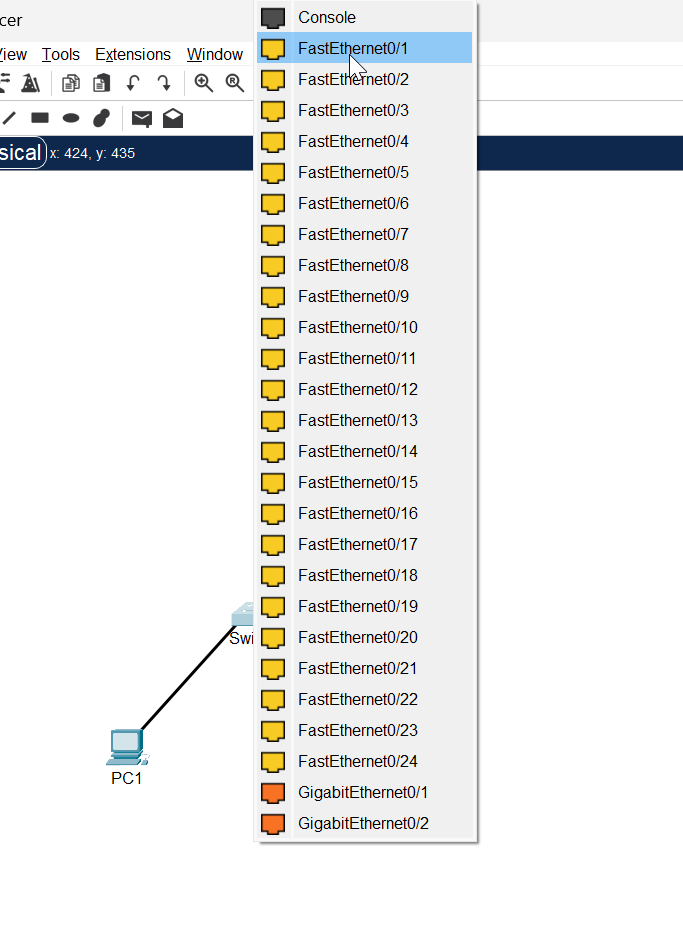 cer
Console
View Tools Extensions Window
FastEthernet0/1
FastEthernet0/2
FastEthernet0/3
sical x: 424, y: 435
FastEthernet0/4
FastEthernet0/5
FastEthernet0/6
FastEthernet0/7
FastEthernet0/8
FastEthernet0/9
FastEthernet0/10
FastEthernet0/11
FastEthernet0/12
FastEthernet0/13
FastEthernet0/14
FastEthernet0/15
FastEthernet0/16
FastEthernet0/17
FastEthernet0/18
FastEthernet0/19
FastEthernet0/20
Swi
FastEthernet0/21
FastEthernet0/22
FastEthernet0/23
FastEthernet0/24
PC1
GigabitEthernet0/1
GigabitEthernet0/2